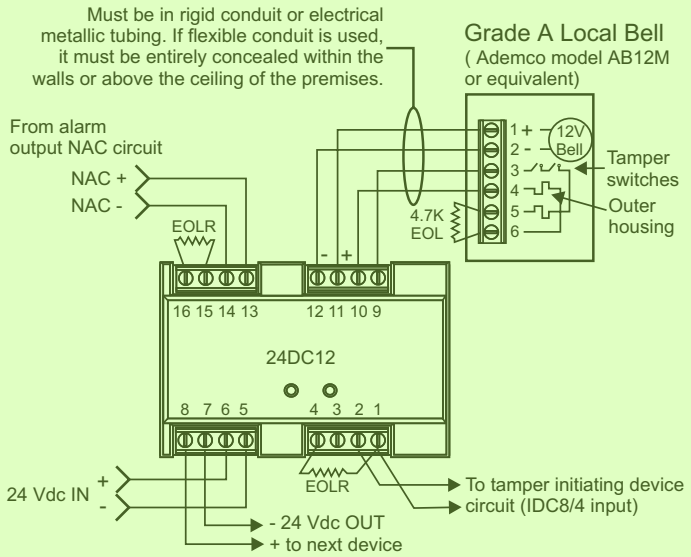 Must be in rigid conduit or electrical
metallic tubing. If flexible conduit is used,
it must be entirely concealed within the
walls or above the ceiling of the premises.
Grade A Local Bell
( Ademco model AB12M
or equivalent)
From alarm
output NAC circuit
NAC +
NAC -
EOLR
- +
4.7K
EOL
1 +
2 -
3
4
5
6
12V
Bell
Tamper
switches
Outer
housing
16 15 14 13
12 11 10 9
24DC12
8 7 6 5
4 3 2 1
24 Vdc IN
+
-
EOLR
To tamper initiating device
circuit (IDC8/4 input)
- 24 Vdc OUT
+ to next device